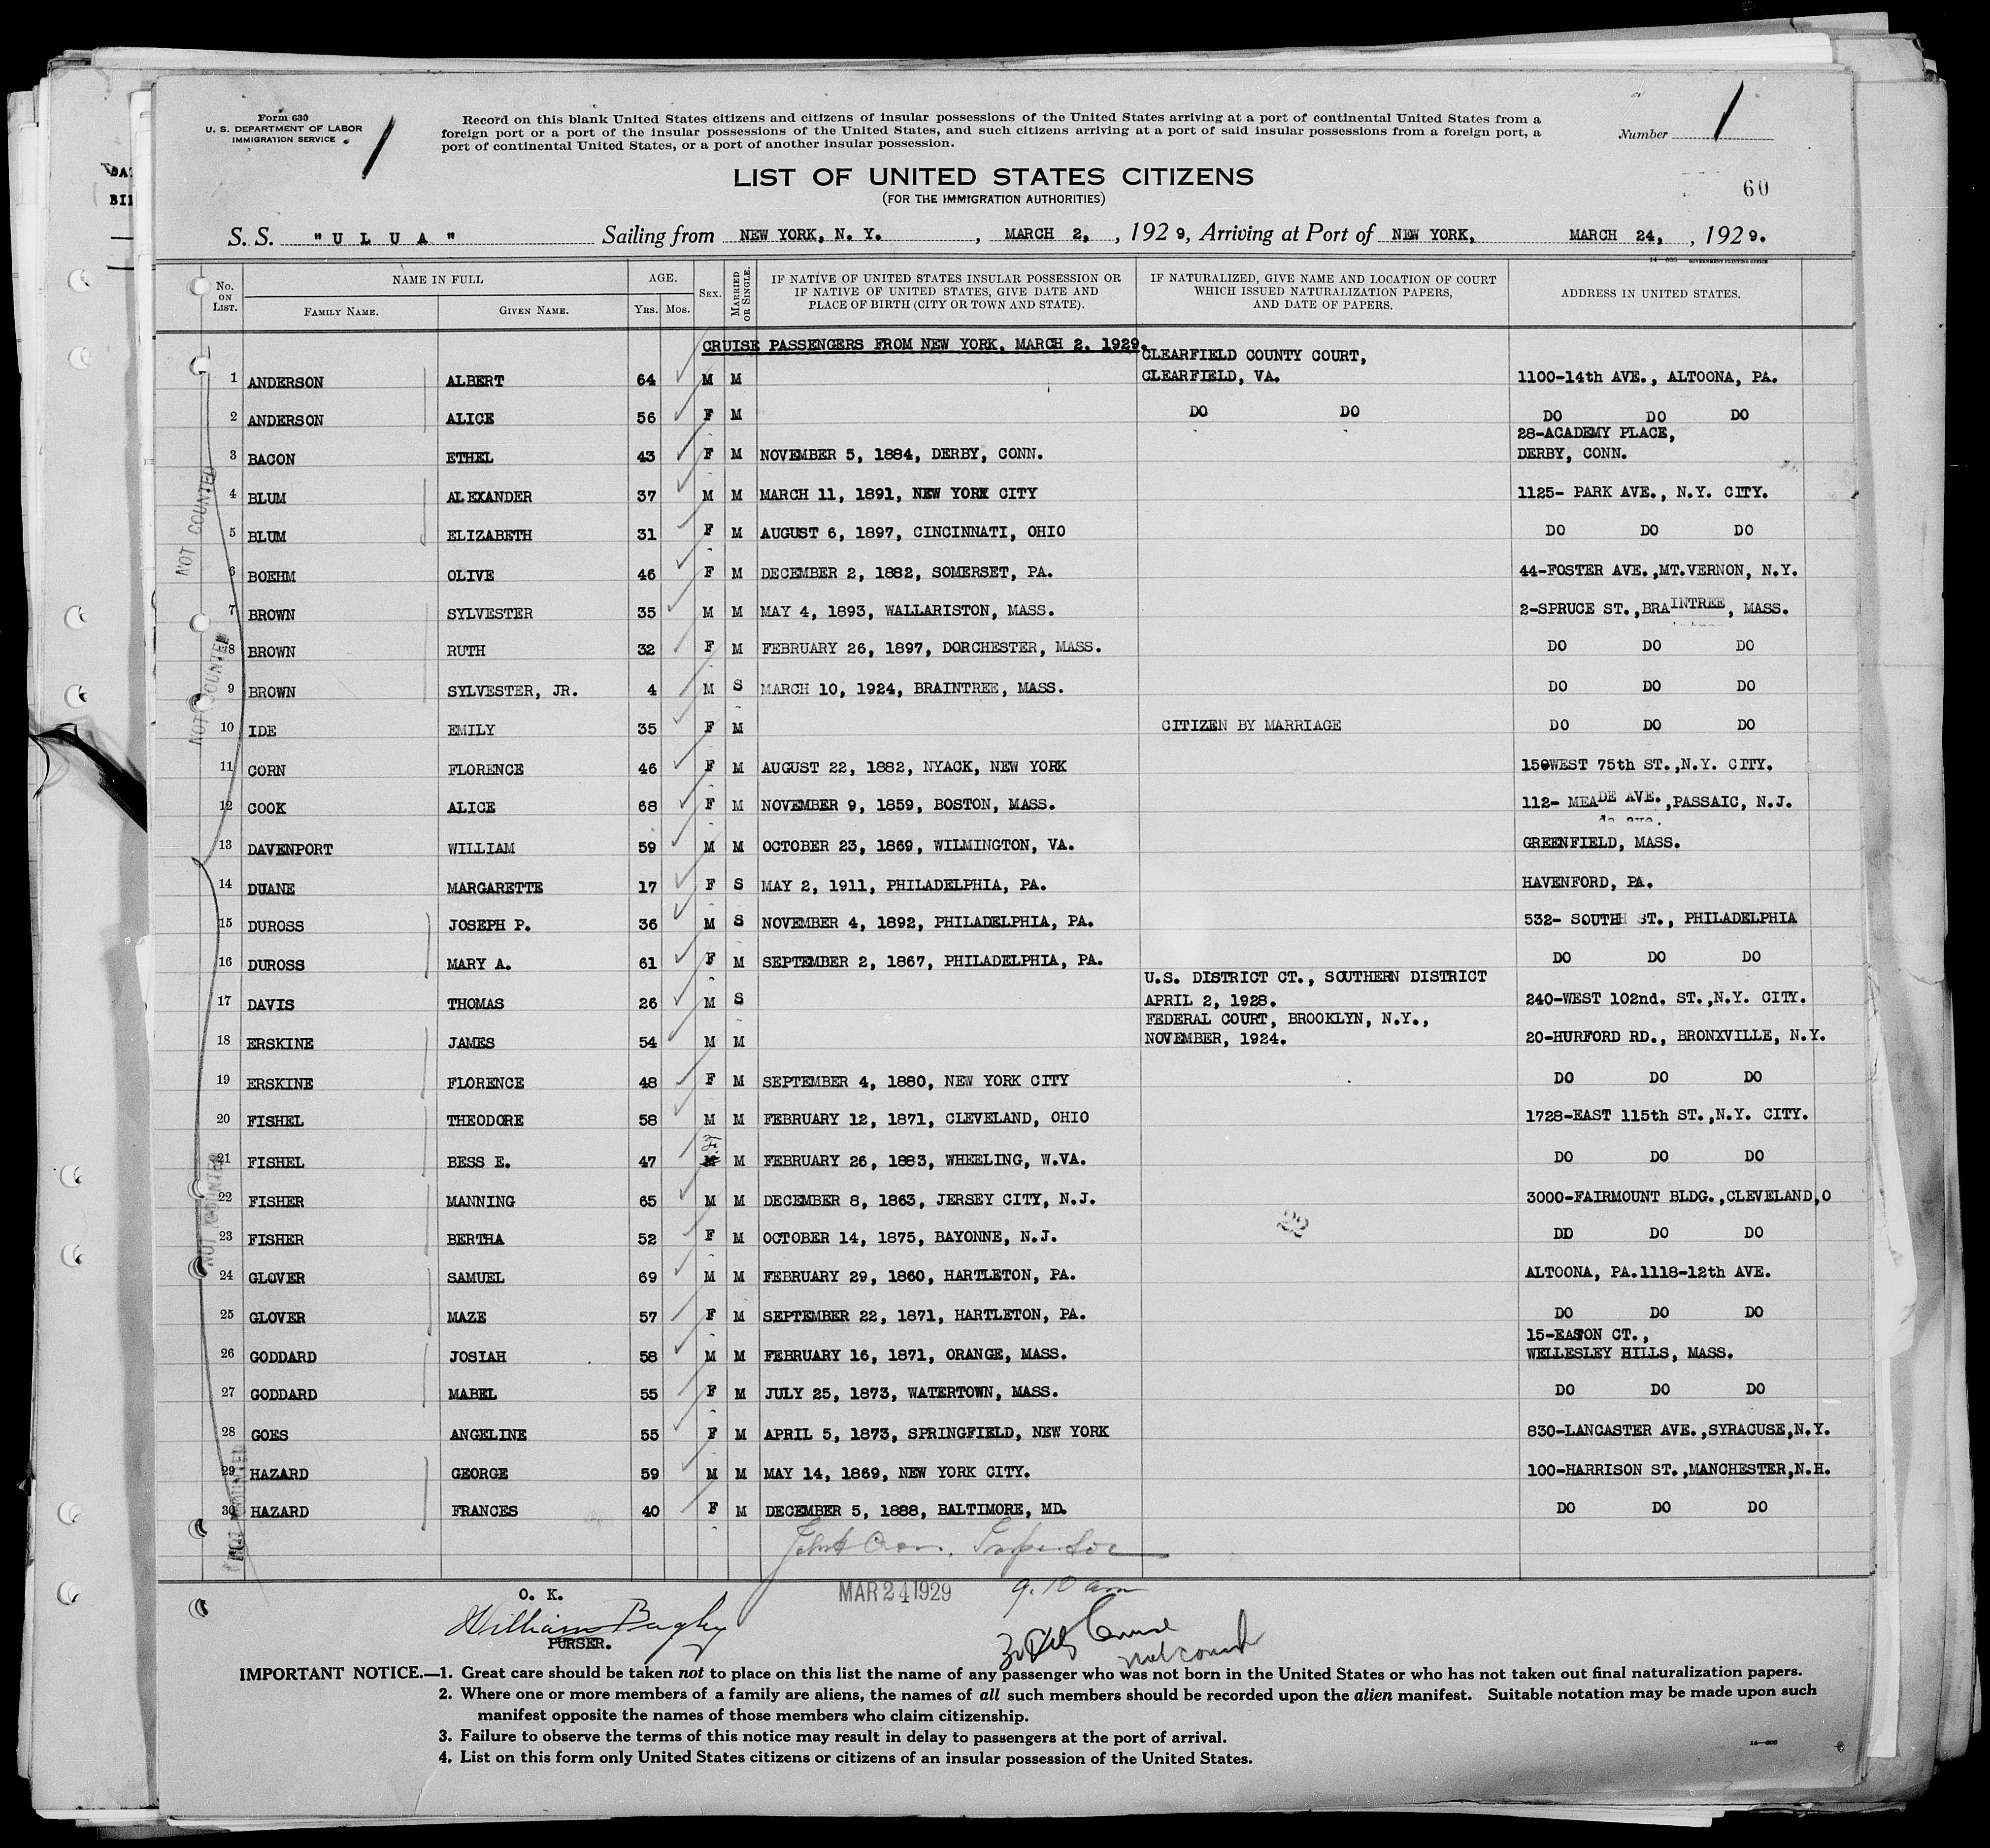 Form 630
U. S. DEPARTMENT OF LABOR
IMMIGRATION SERVICE
Record on this blank United States citizens and citizens of insular possessions of the United States arriving at a port of continental United States from a
foreign port or a port of the insular possessions of the United States, and such citizens arriving at a port of said insular possessions from a foreign port, a
port of continental United States, or a port of another insular possession.
Number 1
1
LIST OF UNITED STATES CITIZENS
(FOR THE IMMIGRATION AUTHORITIES)
60
S. S. "U L U A" Sailing from NEW YORK, N. Y. , MARCH 2, , 1929, Arriving at Port of NEW YORK, MARCH 24, , 1929.
No. ON LIST. NAME IN FULL FAMILY NAME. GIVEN NAME. AGE. YRS. MOS. SEX. MARRIED OR SINGLE. IF NATIVE OF UNITED STATES INSULAR POSSESSION OR IF NATIVE OF UNITED STATES, GIVE DATE AND PLACE OF BIRTH (CITY OR TOWN AND STATE). IF NATURALIZED, GIVE NAME AND LOCATION OF COURT WHICH ISSUED NATURALIZATION PAPERS, AND DATE OF PAPERS. ADDRESS IN UNITED STATES.
CRUISE PASSENGERS FROM NEW YORK, MARCH 2, 1929.
CLEARFIELD COUNTY COURT,
1 ANDERSON ALBERT 64 M M CLEARFIELD, VA. 1100-14th AVE., ALTOONA, PA.
2 ANDERSON ALICE 56 F M DO DO DO DO DO
28-ACADEMY PLACE,
3 BACON ETHEL 43 F M NOVEMBER 5, 1884, DERBY, CONN. DERBY, CONN.
4 BLUM ALEXANDER 37 M M MARCH 11, 1891, NEW YORK CITY 1125- PARK AVE., N.Y. CITY.
5 BLUM ELIZABETH 31 F M AUGUST 6, 1897, CINCINNATI, OHIO DO DO DO
6 BOEHM OLIVE 46 F M DECEMBER 2, 1882, SOMERSET, PA. 44-FOSTER AVE.,MT.VERNON, N.Y.
7 BROWN SYLVESTER 35 M M MAY 4, 1893, WALLARISTON, MASS. 2-SPRUCE ST.,BRAINTREE, MASS.
8 BROWN RUTH 32 F M FEBRUARY 26, 1897, DORCHESTER, MASS. DO DO DO
9 BROWN SYLVESTER, JR. 4 M S MARCH 10, 1924, BRAINTREE, MASS. DO DO DO
10 IDE EMILY 35 F M CITIZEN BY MARRIAGE DO DO DO
11 CORN FLORENCE 46 F M AUGUST 22, 1882, NYACK, NEW YORK 150WEST 75th ST.,N.Y. CITY.
12 COOK ALICE 68 F M NOVEMBER 9, 1859, BOSTON, MASS. 112- MEADE AVE.,PASSAIC, N.J.
13 DAVENPORT WILLIAM 59 M M OCTOBER 23, 1869, WILMINGTON, VA. GREENFIELD, MASS.
14 DUANE MARGARETTE 17 F S MAY 2, 1911, PHILADELPHIA, PA. HAVENFORD, PA.
15 DUROSS JOSEPH P. 36 M S NOVEMBER 4, 1892, PHILADELPHIA, PA. 532- SOUTH ST., PHILADELPHIA
16 DUROSS MARY A. 61 F M SEPTEMBER 2, 1867, PHILADELPHIA, PA. DO DO DO
U.S. DISTRICT CT., SOUTHERN DISTRICT
17 DAVIS THOMAS 26 M S APRIL 2, 1928. 240-WEST 102nd. ST.,N.Y. CITY.
FEDERAL COURT, BROOKLYN, N.Y.,
18 ERSKINE JAMES 54 M M NOVEMBER, 1924. 20-HURFORD RD., BRONXVILLE, N.Y.
19 ERSKINE FLORENCE 48 F M SEPTEMBER 4, 1880, NEW YORK CITY DO DO DO
20 FISHEL THEODORE 58 M M FEBRUARY 12, 1871, CLEVELAND, OHIO 1728-EAST 115th ST.,N.Y. CITY.
21 FISHEL BESS E. 47 F. M FEBRUARY 26, 1883, WHEELING, W.VA. DO DO DO
22 FISHER MANNING 65 M M DECEMBER 8, 1863, JERSEY CITY, N.J. 3000-FAIRMOUNT BLDG.,CLEVELAND,O
23 FISHER BERTHA 52 F M OCTOBER 14, 1875, BAYONNE, N.J. DO DO DO
24 GLOVER SAMUEL 69 M M FEBRUARY 29, 1860, HARTLETON, PA. ALTOONA, PA.1118-12th AVE.
25 GLOVER MAZE 57 F M SEPTEMBER 22, 1871, HARTLETON, PA. DO DO DO
15-EASTON CT.,
26 GODDARD JOSIAH 58 M M FEBRUARY 16, 1871, ORANGE, MASS. WELLESLEY HILLS, MASS.
27 GODDARD MABEL 55 F M JULY 25, 1873, WATERTOWN, MASS. DO DO DO
28 GOES ANGELINE 55 F M APRIL 5, 1873, SPRINGFIELD, NEW YORK 830-LANCASTER AVE.,SYRACUSE,N.Y.
29 HAZARD GEORGE 59 M M MAY 14, 1869, NEW YORK CITY. 100-HARRISON ST.,MANCHESTER,N.H.
30 HAZARD FRANCES 40 F M DECEMBER 5, 1888, BALTIMORE, MD. DO DO DO
NOT COUNTED
NOT COUNTED
NOT COUNTED
NOT COUNTED
22
Inspector
O. K.
MAR 24 1929
9.10 am
William Bagby
PURSER.
Cruise
not count
IMPORTANT NOTICE.—1. Great care should be taken not to place on this list the name of any passenger who was not born in the United States or who has not taken out final naturalization papers.
2. Where one or more members of a family are aliens, the names of all such members should be recorded upon the alien manifest. Suitable notation may be made upon such
manifest opposite the names of those members who claim citizenship.
3. Failure to observe the terms of this notice may result in delay to passengers at the port of arrival.
4. List on this form only United States citizens or citizens of an insular possession of the United States.